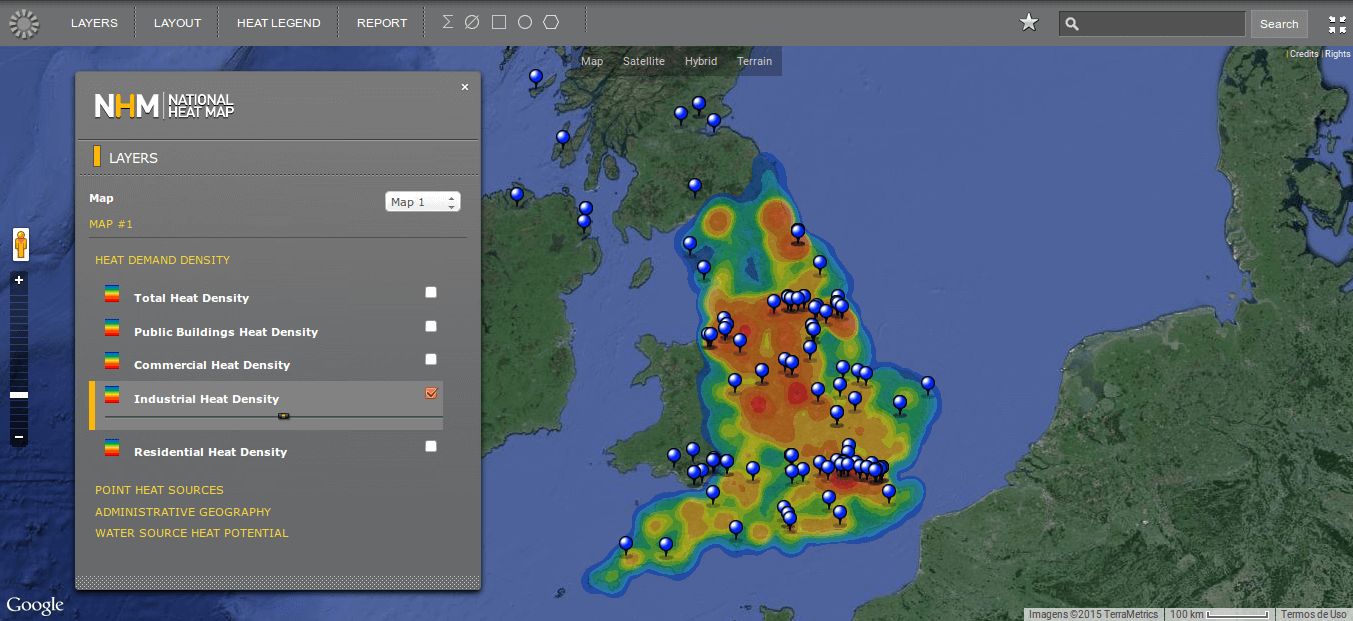 LAYERS LAYOUT HEAT LEGEND REPORT Search
| Credits | Rights
Map Satellite Hybrid Terrain
NHM NATIONAL
HEAT MAP
LAYERS
Map Map 1
MAP #1
HEAT DEMAND DENSITY
Total Heat Density
Public Buildings Heat Density
Commercial Heat Density
Industrial Heat Density
Residential Heat Density
POINT HEAT SOURCES
ADMINISTRATIVE GEOGRAPHY
WATER SOURCE HEAT POTENTIAL
Google
Imagens ©2015 TerraMetrics 100 km Termos de Uso